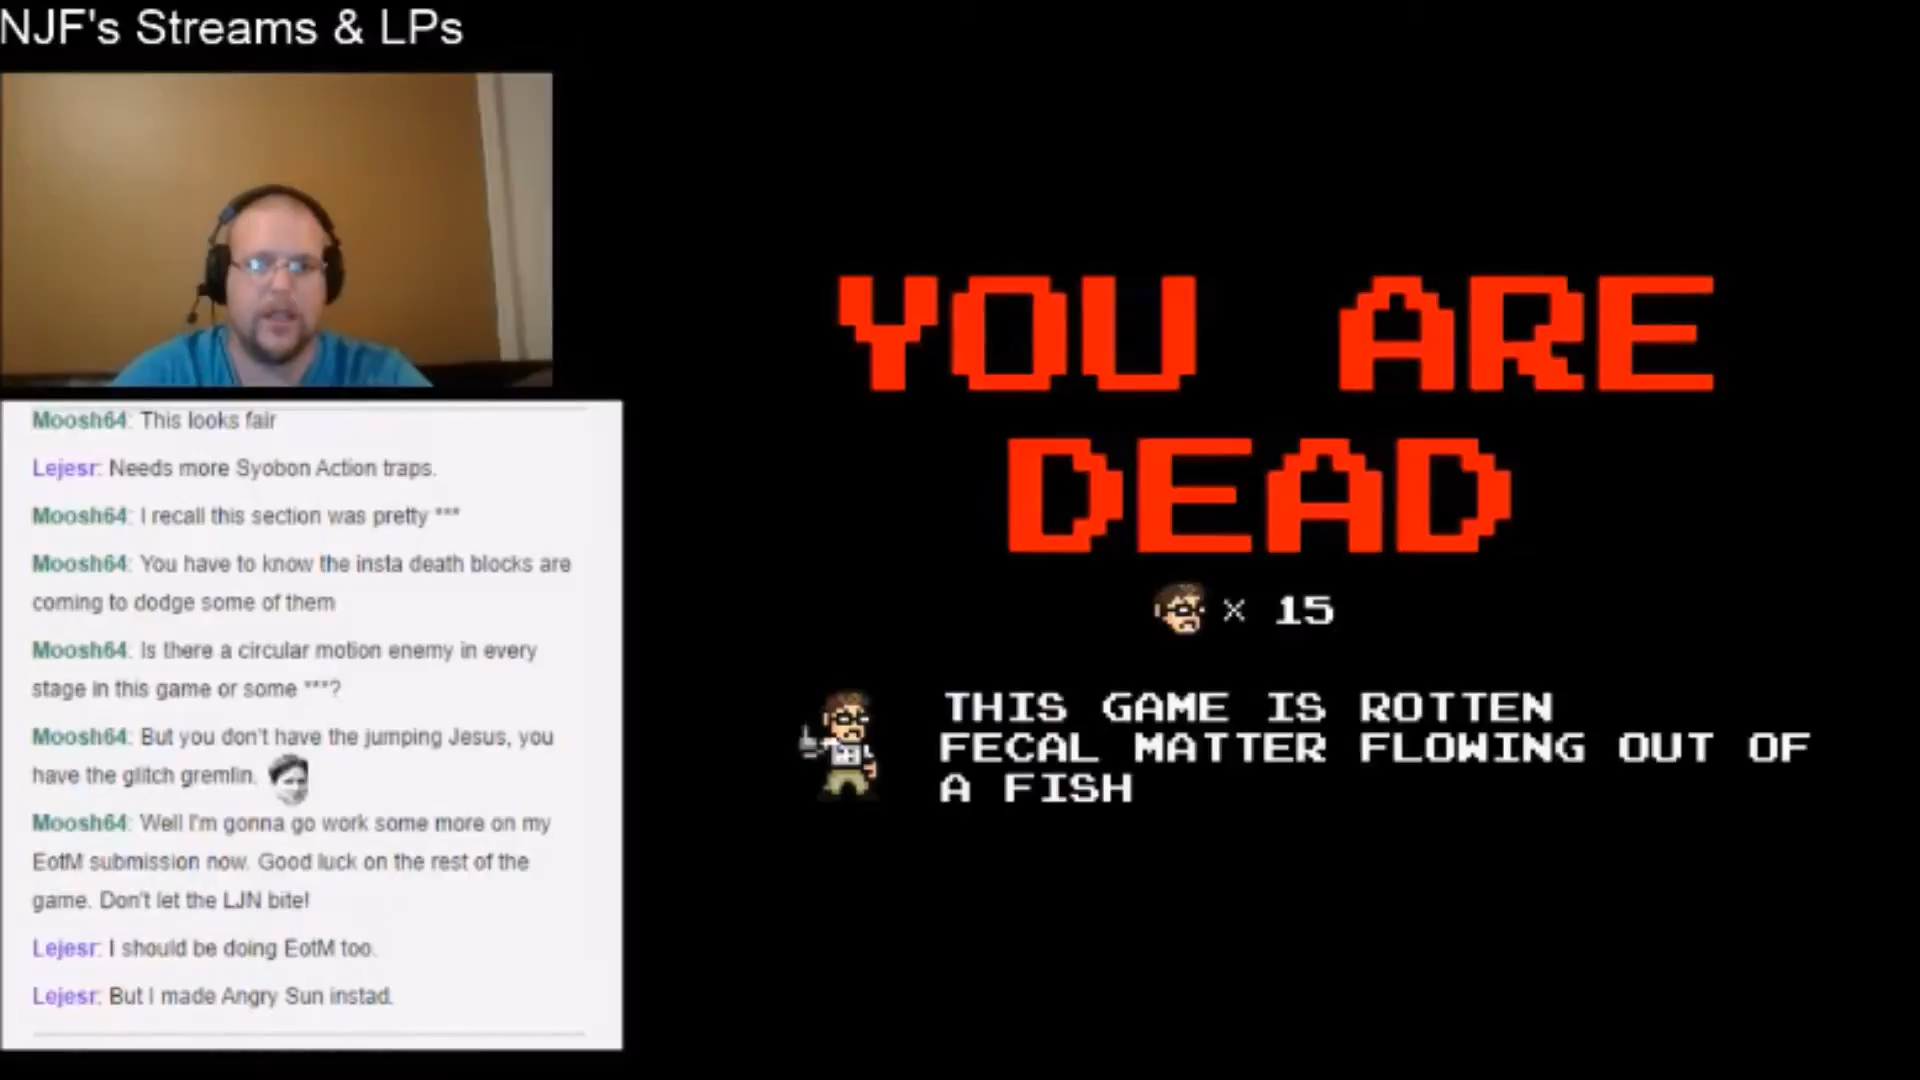 NJF's Streams & LPs
Moosh64: This looks fair
Lejesr: Needs more Syobon Action traps.
Moosh64: I recall this section was pretty ***
Moosh64: You have to know the insta death blocks are
coming to dodge some of them
Moosh64: Is there a circular motion enemy in every
stage in this game or some ***?
Moosh64: But you don't have the jumping Jesus, you
have the glitch gremlin.
Moosh64: Well I'm gonna go work some more on my
EotM submission now. Good luck on the rest of the
game. Don't let the LJN bite!
Lejesr: I should be doing EotM too.
Lejesr: But I made Angry Sun instad.
YOU ARE
DEAD
× 15
THIS GAME IS ROTTEN
FECAL MATTER FLOWING OUT OF
A FISH